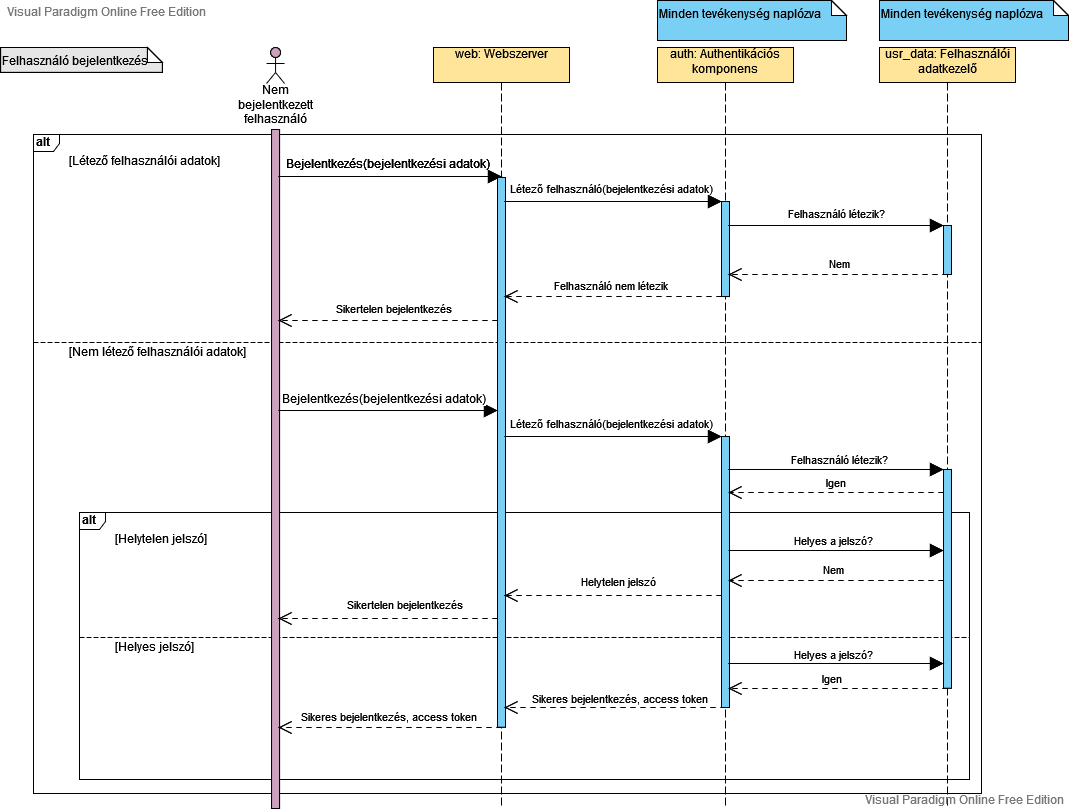 Visual Paradigm Online Free Edition
Minden tevékenység naplózva
Minden tevékenység naplózva
Felhasználó bejelentkezés
Nem
bejelentkezett
felhasználó
web: Webszerver
auth: Authentikációs
komponens
usr_data: Felhasználói
adatkezelő
alt
[Létező felhasználói adatok]
Bejelentkezés(bejelentkezési adatok)
Létező felhasználó(bejelentkezési adatok)
Felhasználó létezik?
Nem
Felhasználó nem létezik
Sikertelen bejelentkezés
[Nem létező felhasználói adatok]
Bejelentkezés(bejelentkezési adatok)
Létező felhasználó(bejelentkezési adatok)
Felhasználó létezik?
Igen
alt
[Helytelen jelszó]
Helyes a jelszó?
Nem
Helytelen jelszó
Sikertelen bejelentkezés
[Helyes jelszó]
Helyes a jelszó?
Igen
Sikeres bejelentkezés, access token
Sikeres bejelentkezés, access token
Visual Paradigm Online Free Edition